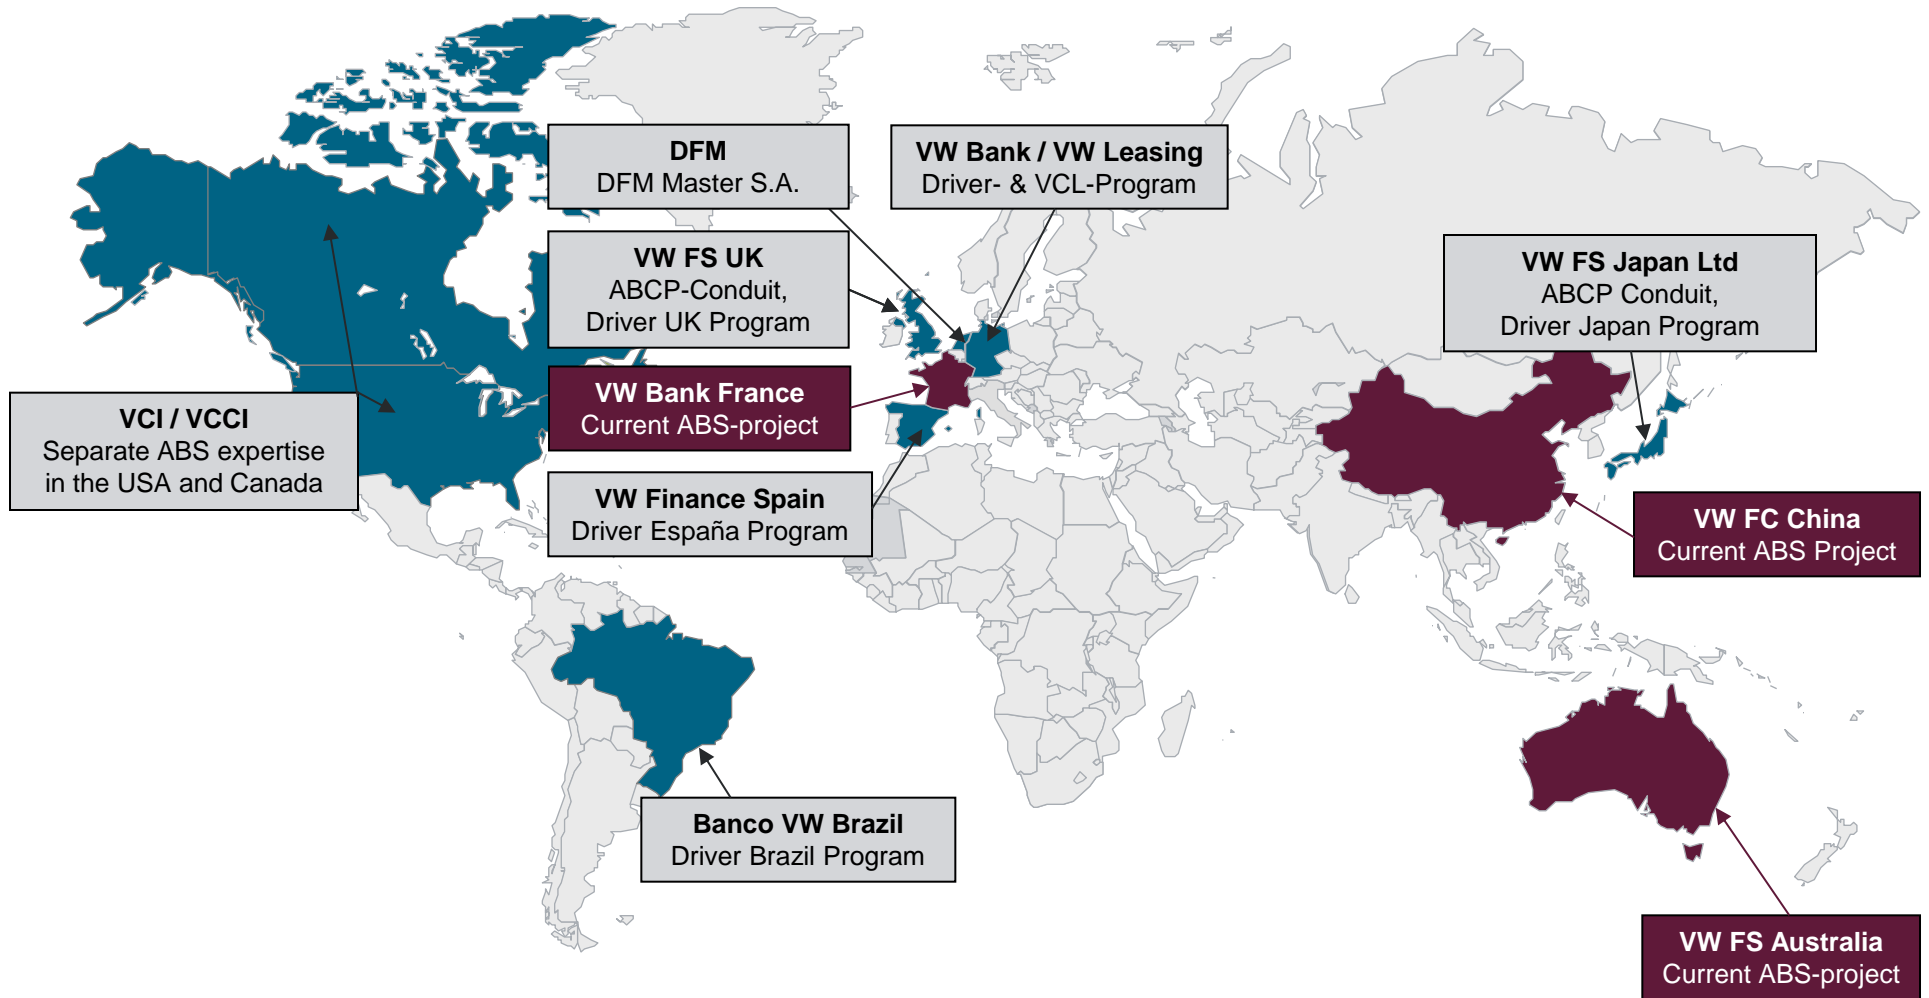 DFM
DFM Master S.A.
VW Bank / VW Leasing
Driver- & VCL-Program
VW FS UK
ABCP-Conduit,
Driver UK Program
VW FS Japan Ltd
ABCP Conduit,
Driver Japan Program
VW Bank France
Current ABS-project
VCI / VCCI
Separate ABS expertise
in the USA and Canada
VW Finance Spain
Driver España Program
VW FC China
Current ABS Project
Banco VW Brazil
Driver Brazil Program
VW FS Australia
Current ABS-project